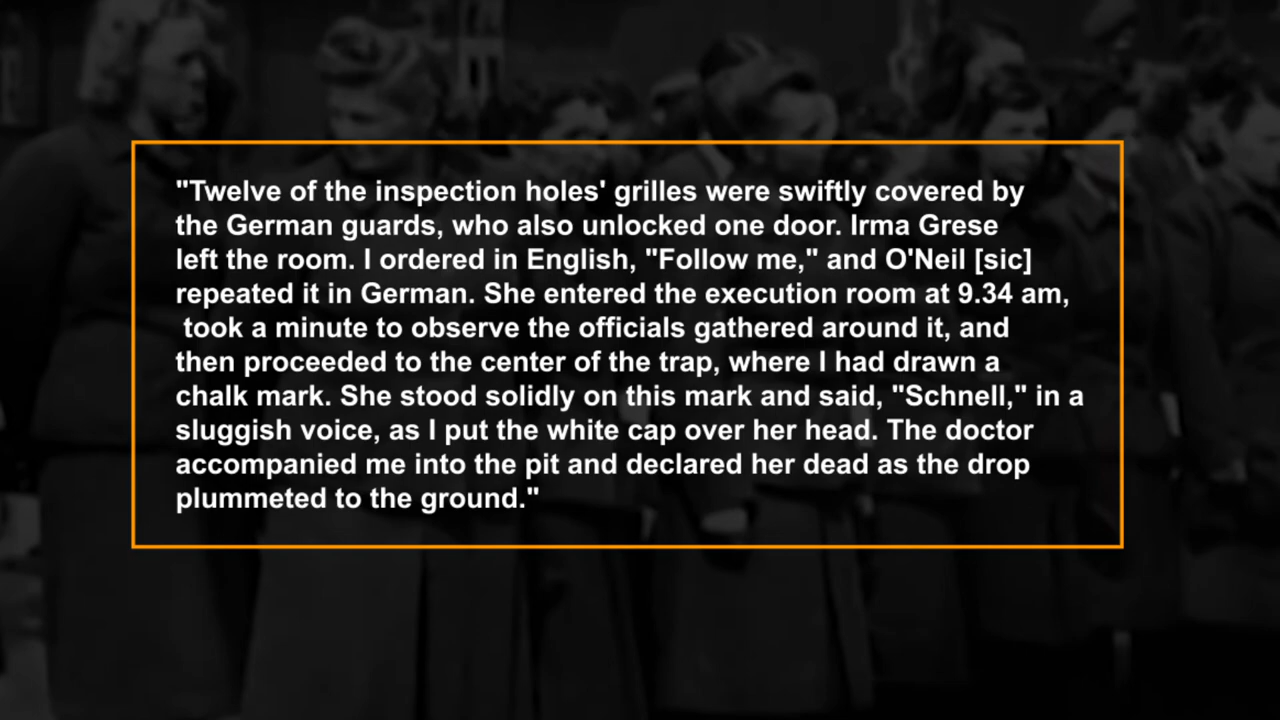 "Twelve of the inspection holes' grilles were swiftly covered by
the German guards, who also unlocked one door. Irma Grese
left the room. I ordered in English, "Follow me," and O'Neil [sic]
repeated it in German. She entered the execution room at 9.34 am,
took a minute to observe the officials gathered around it, and
then proceeded to the center of the trap, where I had drawn a
chalk mark. She stood solidly on this mark and said, "Schnell," in a
sluggish voice, as I put the white cap over her head. The doctor
accompanied me into the pit and declared her dead as the drop
plummeted to the ground."